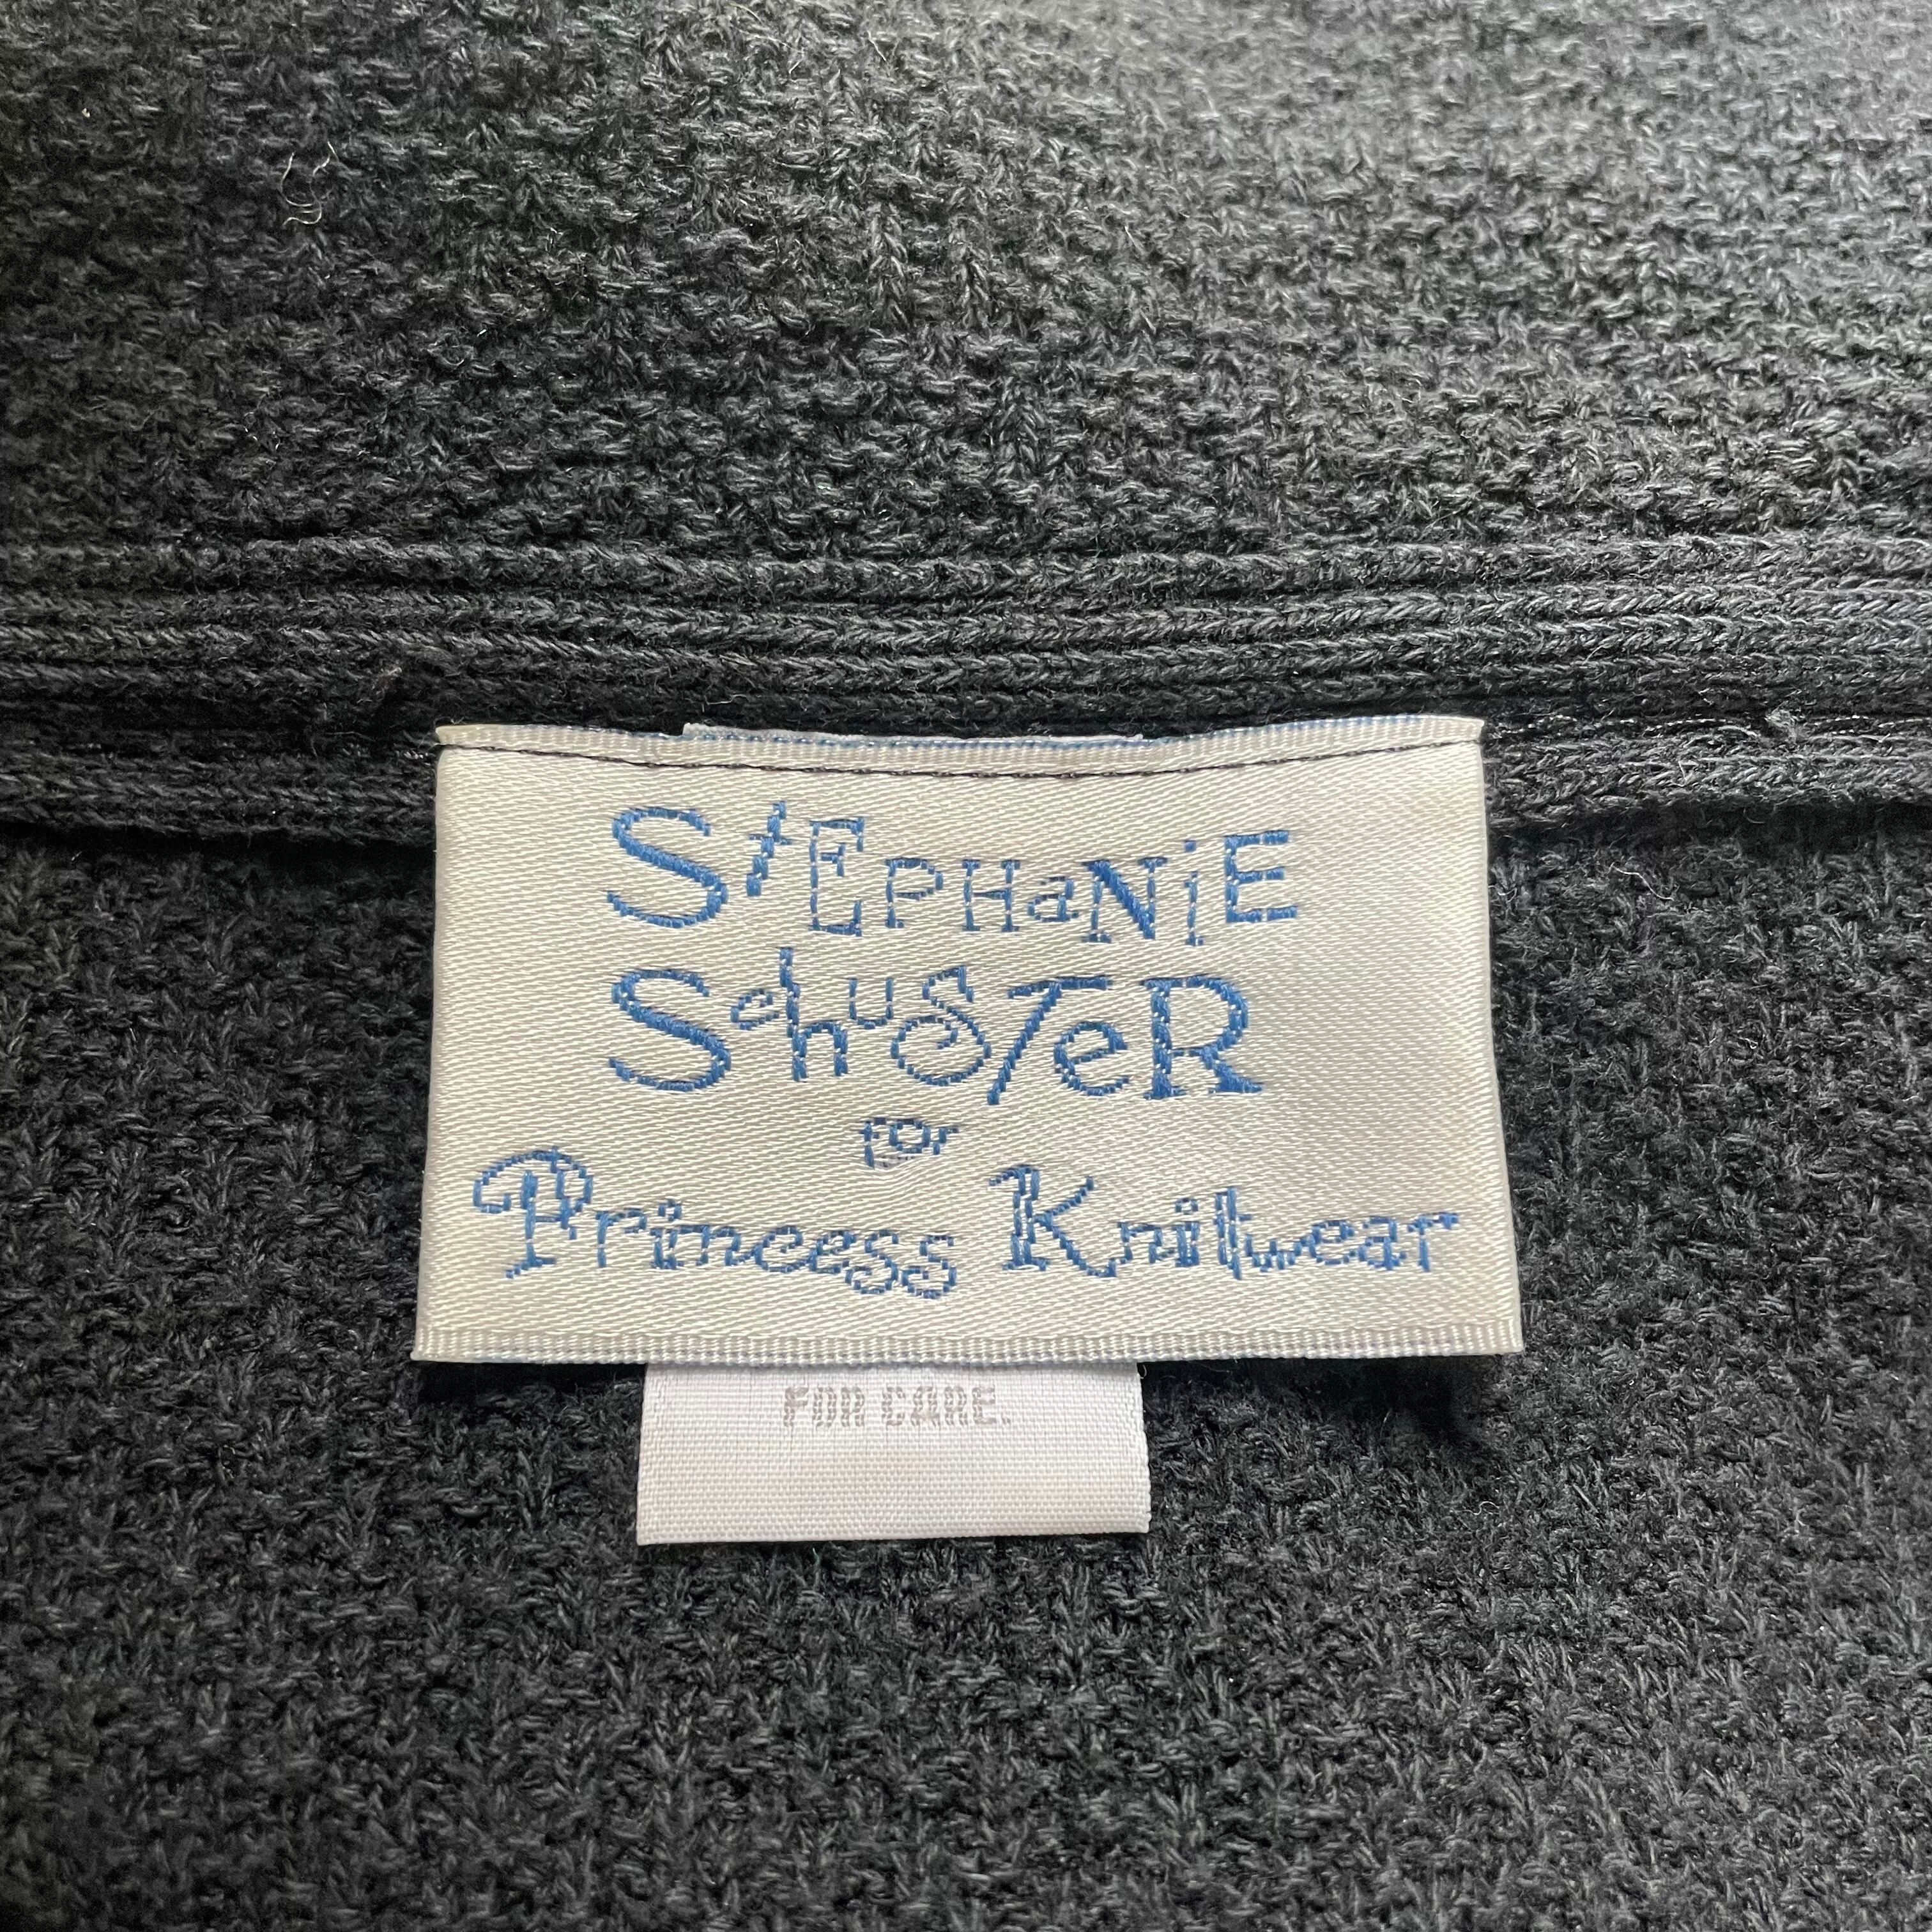 StEPHaNiE
SchuSTeR
for
Princess Knitwear
FOR CARE.